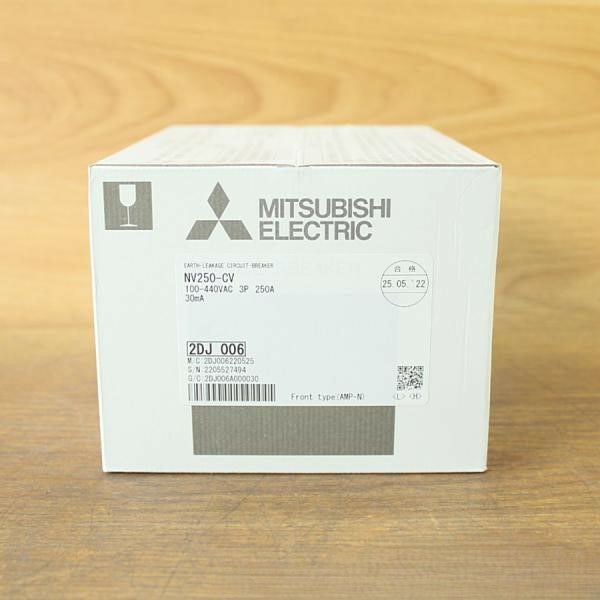 MITSUBISHI
ELECTRIC
EARTH-LEAKAGE CIRCUIT-BREAKER
NV250-CV
100-440VAC 3P 250A
30mA
合格
25.05.'22
2DJ 006
M/C:2DJ006220525
S/N:2205527494
G/C:2DJ006A000030
Front type(AMP-N)
<L> <H>